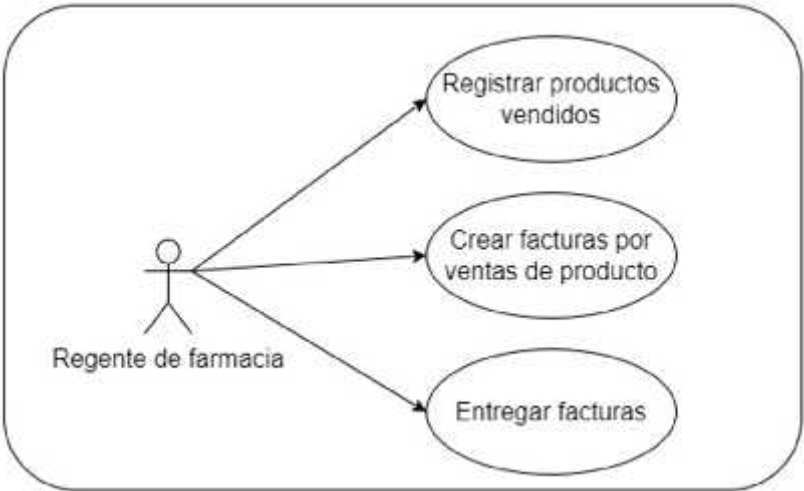 Registrar productos
vendidos
Crear facturas por
ventas de producto
Regente de farmacia
Entregar facturas